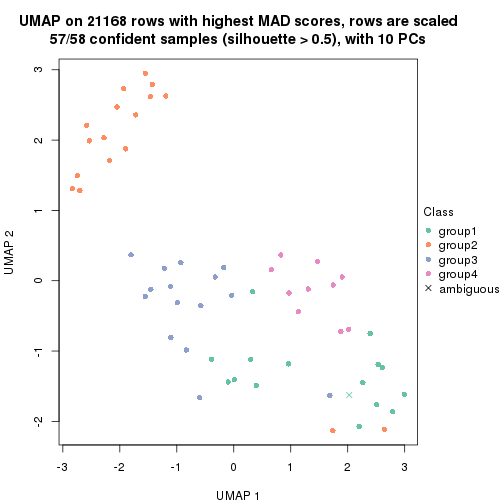 UMAP on 21168 rows with highest MAD scores, rows are scaled
57/58 confident samples (silhouette > 0.5), with 10 PCs
3
2
1
0
-1
-2
UMAP 2
-3
-2
-1
0
1
2
3
UMAP 1
Class
group1
group2
group3
group4
ambiguous